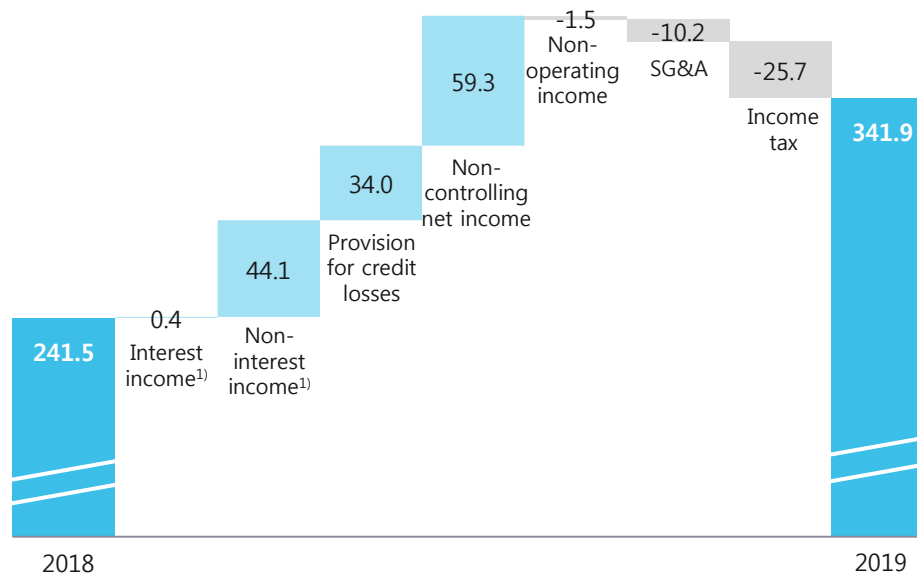 241.5
0.4
Interest
income1)
44.1
Non-
interest
income1)
34.0
Provision
for credit
losses
59.3
Non-
controlling
net income
-1.5
Non-
operating
income
-10.2
SG&A
-25.7
Income
tax
341.9
2018
2019